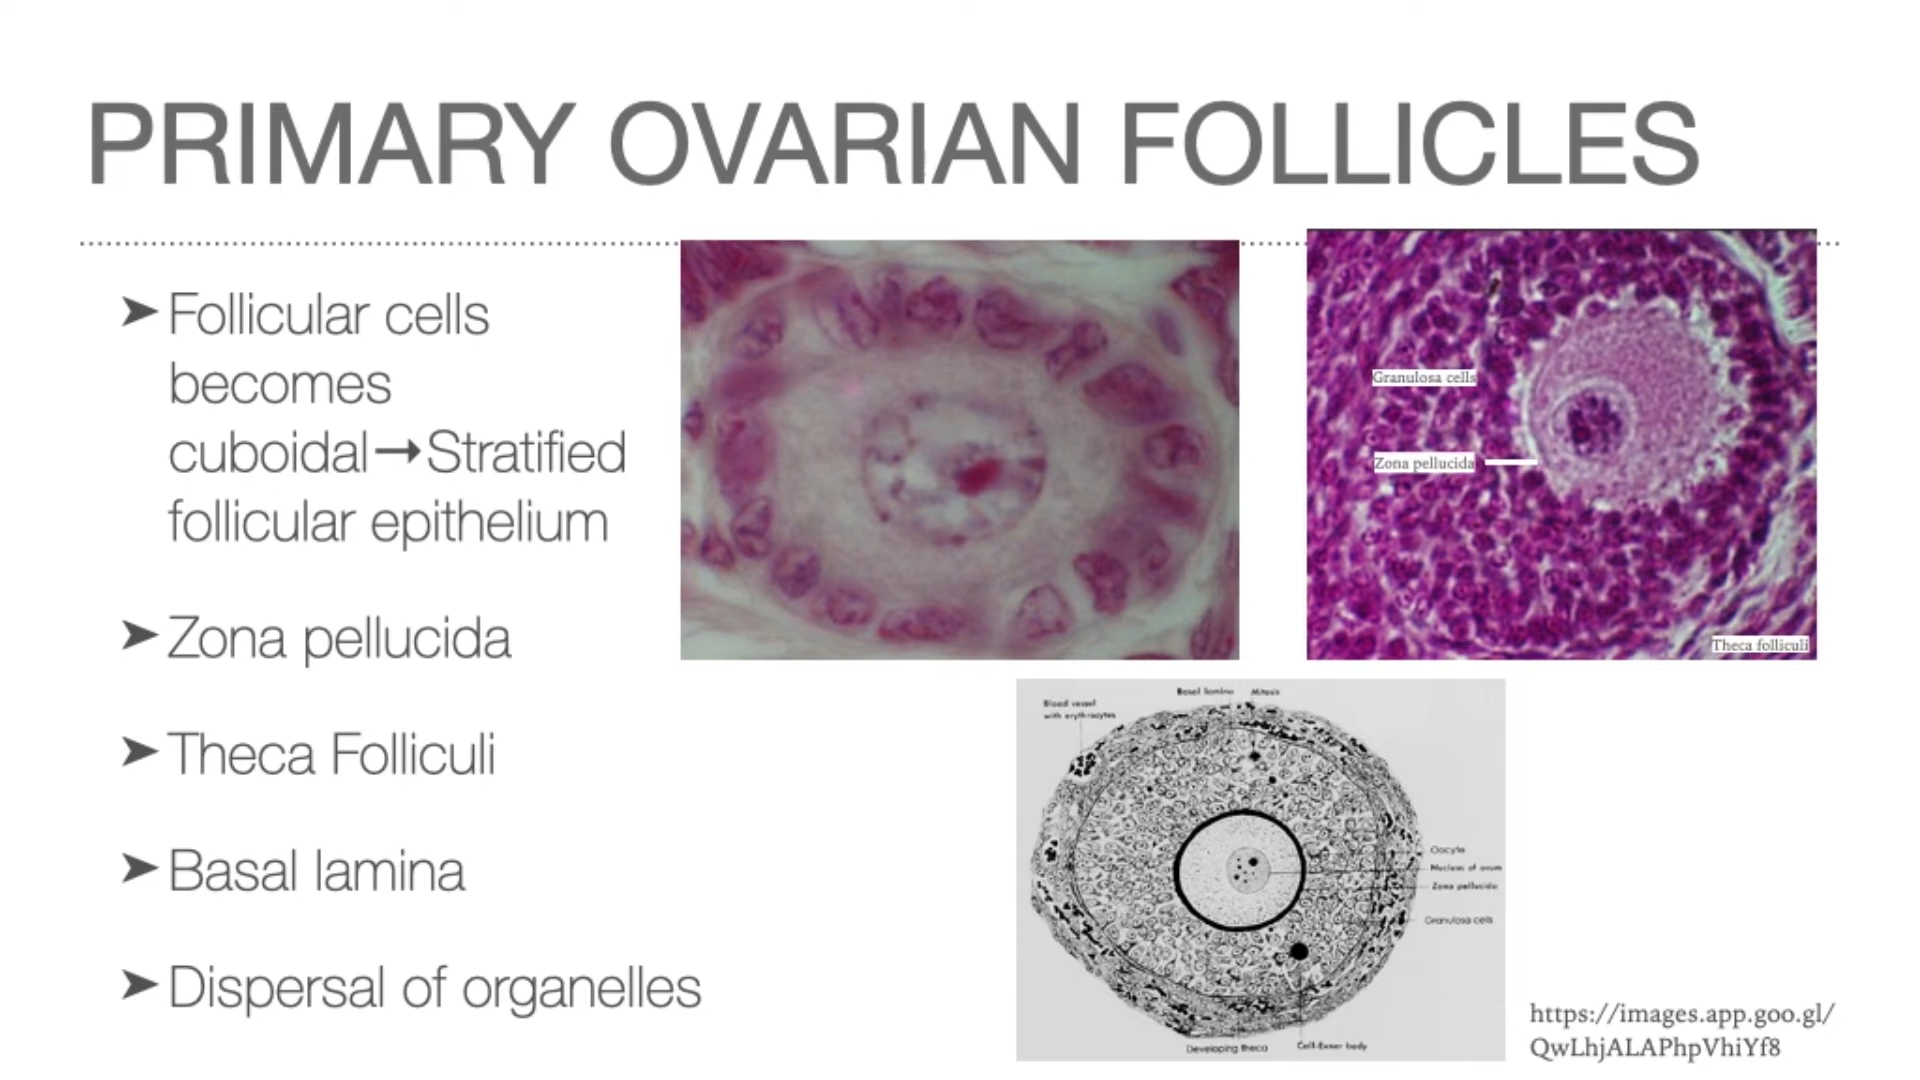 PRIMARY OVARIAN FOLLICLES
➤ Follicular cells
becomes
cuboidal→Stratified
follicular epithelium
➤ Zona pellucida
➤ Theca Folliculi
➤ Basal lamina
➤ Dispersal of organelles
Granulosa cells
Zona pellucida
Theca folliculi
Basal lamina Mitosis
Blood vessel
with erythrocytes
Oocyte
Nucleus of ovum
Zona pellucida
Granulosa cells
Developing theca
Call-Exner body
https://images.app.goo.gl/
QwLhjALAPhpVhiYf8